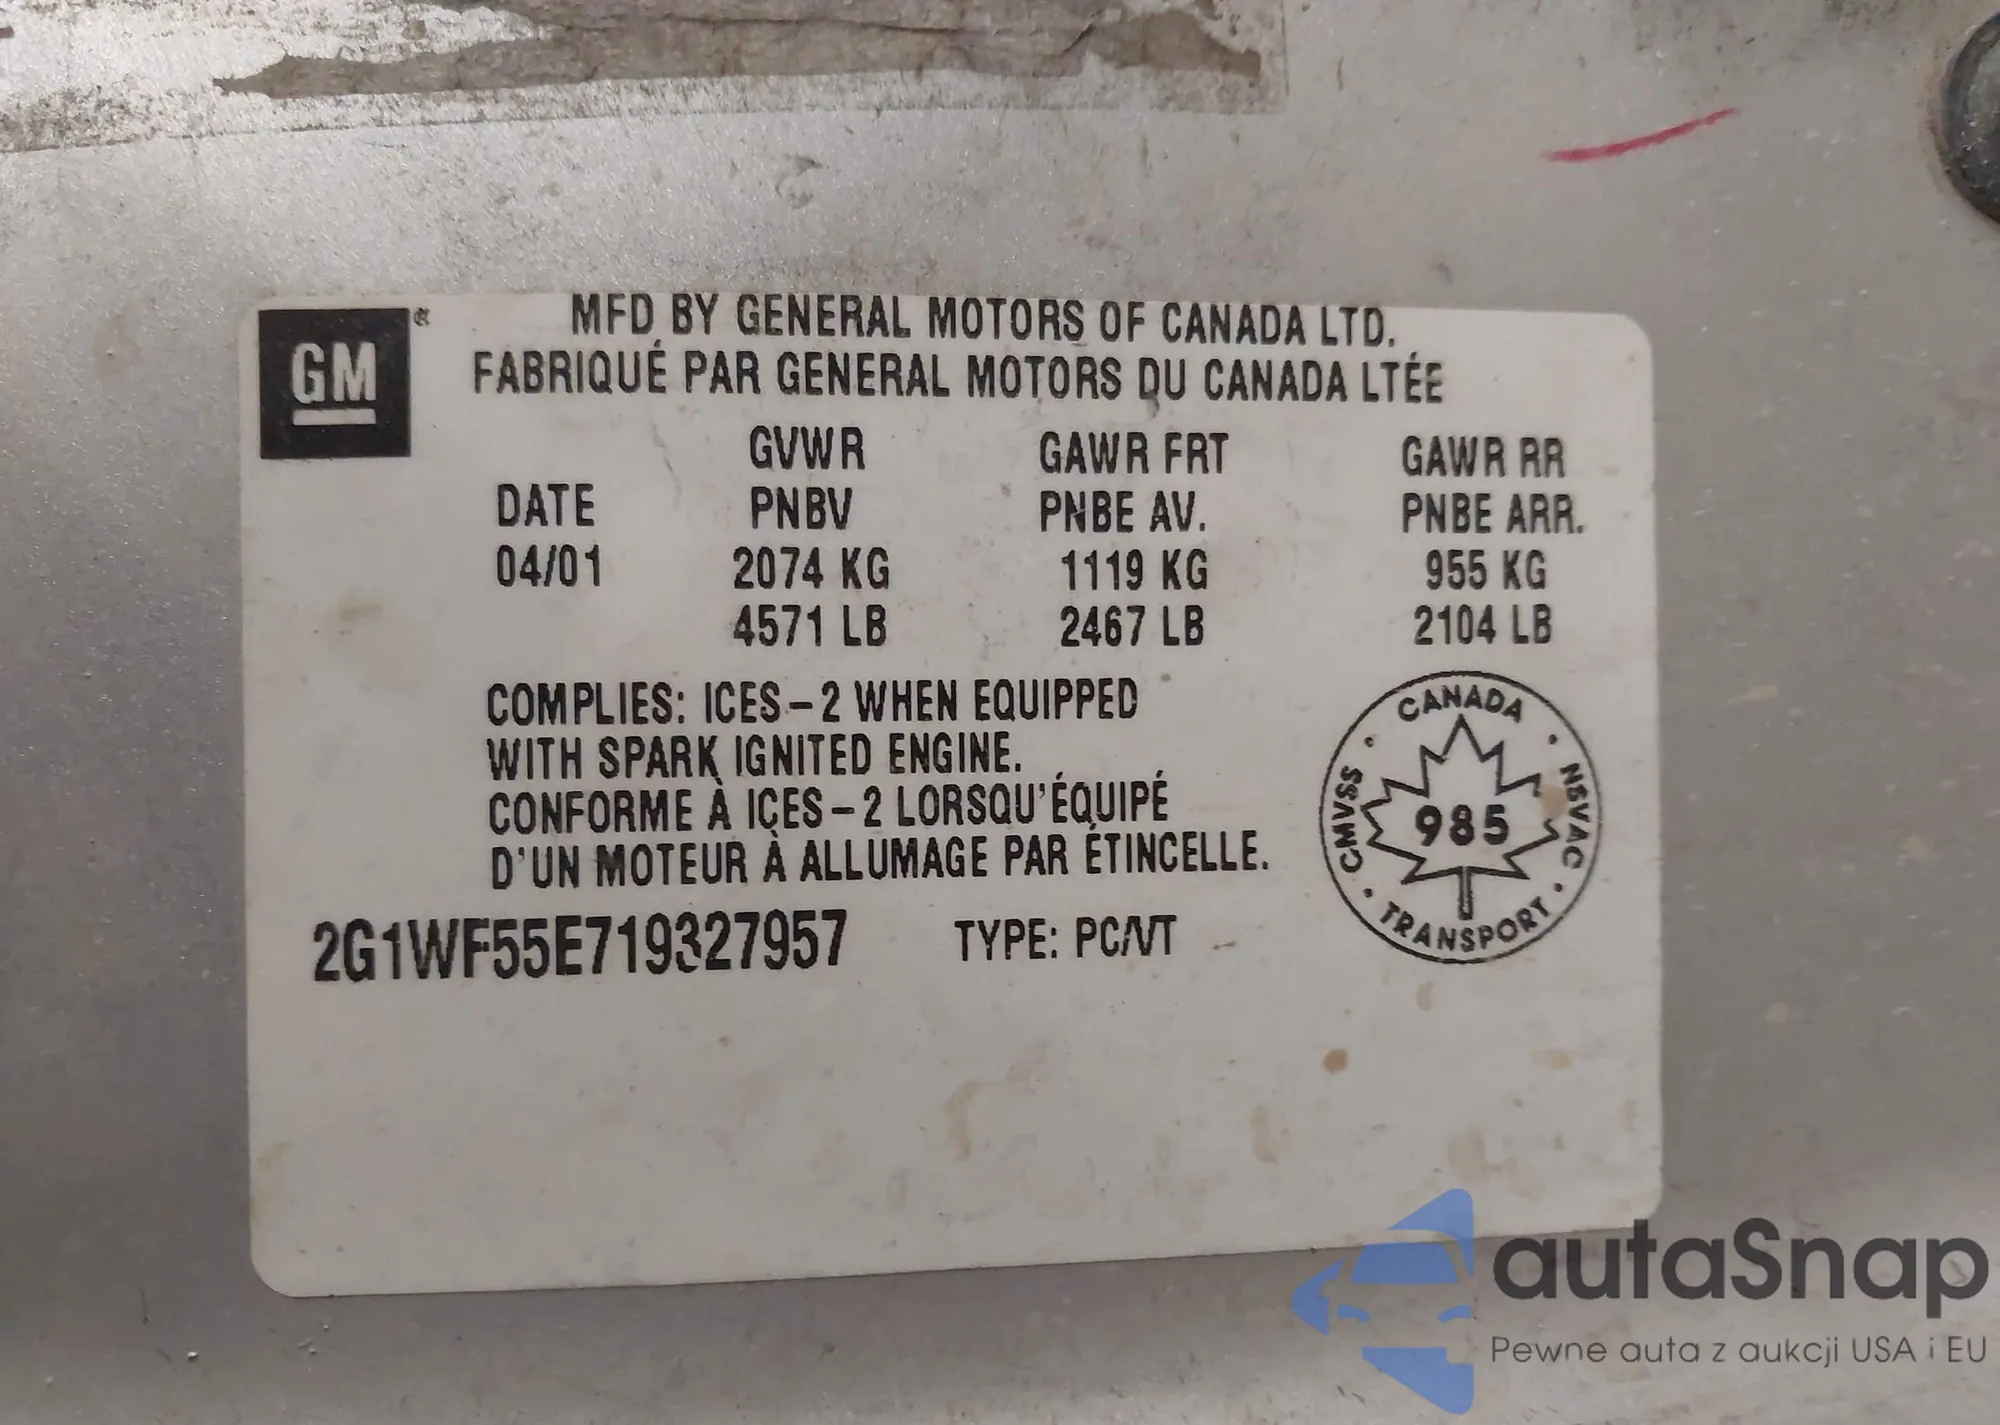 GM
MFD BY GENERAL MOTORS OF CANADA LTD.
FABRIQUÉ PAR GENERAL MOTORS DU CANADA LTÉE
GVWR GAWR FRT GAWR RR
DATE PNBV PNBE AV. PNBE ARR.
04/01 2074 KG 1119 KG 955 KG
4571 LB 2467 LB 2104 LB
COMPLIES: ICES-2 WHEN EQUIPPED
WITH SPARK IGNITED ENGINE.
CONFORME À ICES-2 LORSQU'ÉQUIPÉ
D'UN MOTEUR À ALLUMAGE PAR ÉTINCELLE.
CANADA
CMVSS 985 NSVAC
TRANSPORT
2G1WF55E719327957 TYPE: PC/VT
autaSnap
Pewne auta z aukcji USA i EU